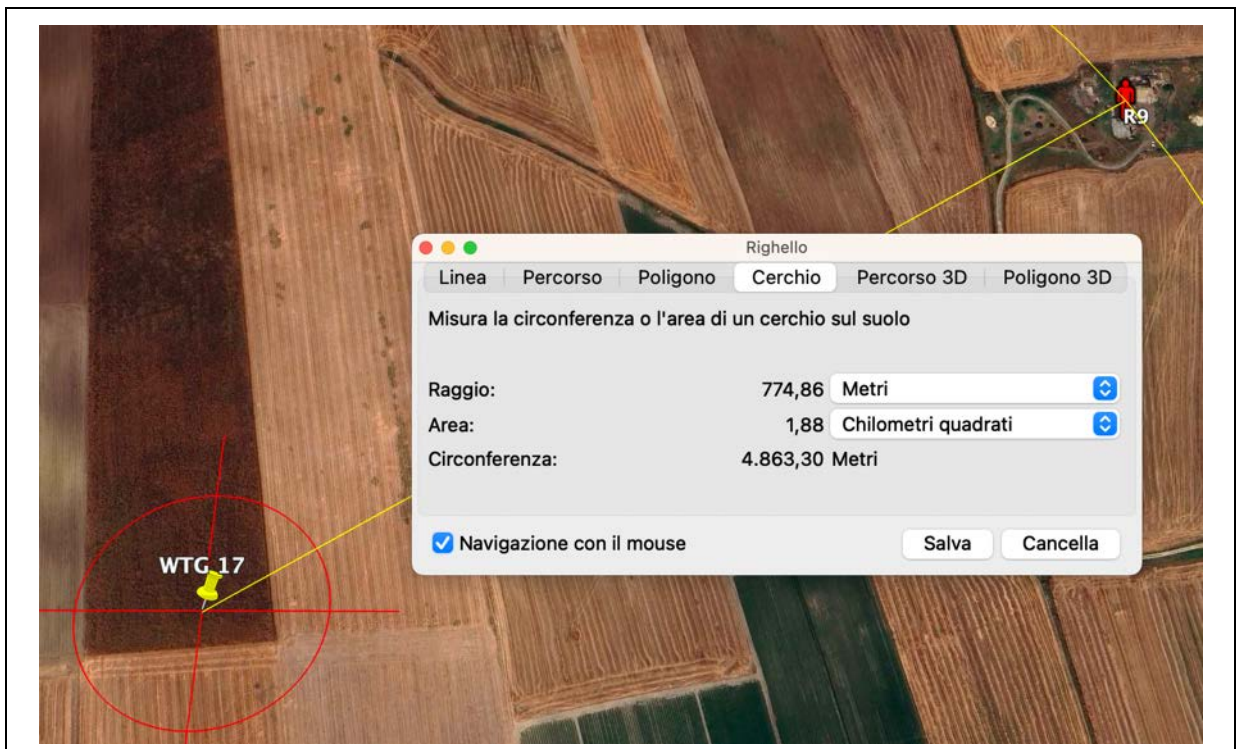 R9
Righello
Linea Percorso Poligono Cerchio Percorso 3D Poligono 3D
Misura la circonferenza o l'area di un cerchio sul suolo
Raggio: 774,86 Metri
Area: 1,88 Chilometri quadrati
Circonferenza: 4.863,30 Metri
Navigazione con il mouse Salva Cancella
WTG 17